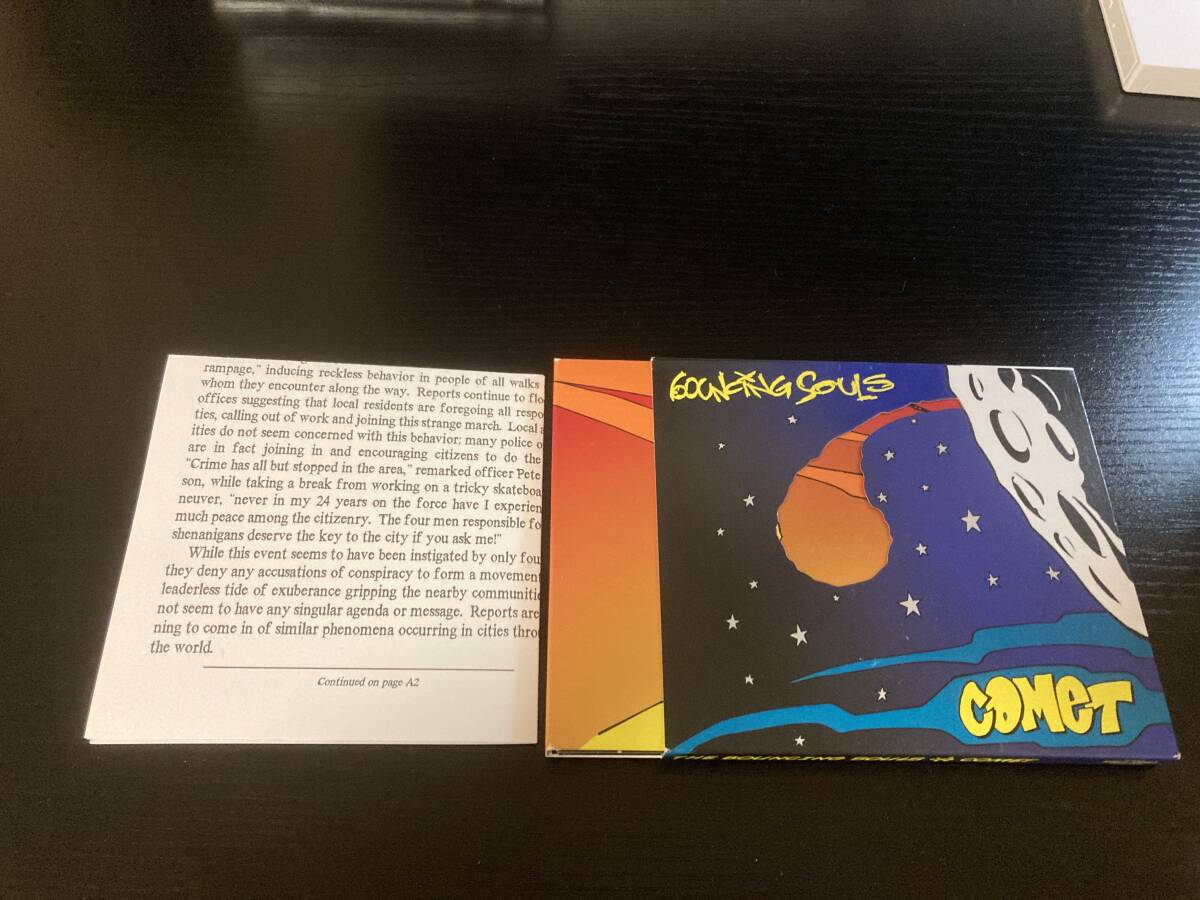 rampage," inducing reckless behavior in people of all walks
whom they encounter along the way. Reports continue to flo
offices suggesting that local residents are foregoing all respo
ties, calling out of work and joining this strange march. Local a
ities do not seem concerned with this behavior; many police o
are in fact joining in and encouraging citizens to do the
"Crime has all but stopped in the area," remarked officer Pete
son, while taking a break from working on a tricky skateboa
neuver, "never in my 24 years on the force have I experien
much peace among the citizenry. The four men responsible fo
shenanigans deserve the key to the city if you ask me!"
While this event seems to have been instigated by only four
they deny any accusations of conspiracy to form a movement
leaderless tide of exuberance gripping the nearby communitie
not seem to have any singular agenda or message. Reports are
ning to come in of similar phenomena occurring in cities thro
the world.
Continued on page A2
BOUNCING SOULS
COMET
THE BOUNCING SOULS COMET